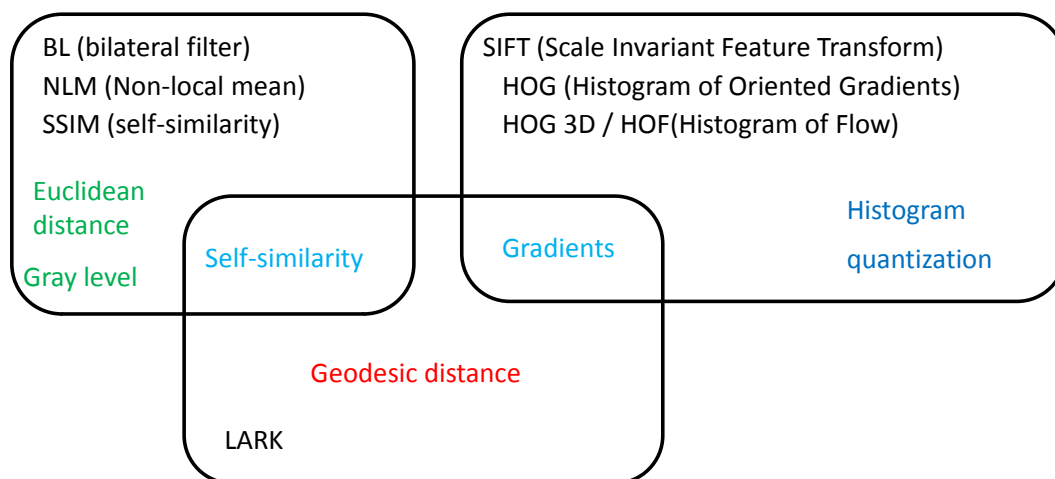 BL (bilateral filter)
NLM (Non-local mean)
SSIM (self-similarity)
Euclidean
distance
Gray level
Self-similarity
SIFT (Scale Invariant Feature Transform)
HOG (Histogram of Oriented Gradients)
HOG 3D / HOF(Histogram of Flow)
Gradients
Histogram
quantization
Geodesic distance
LARK